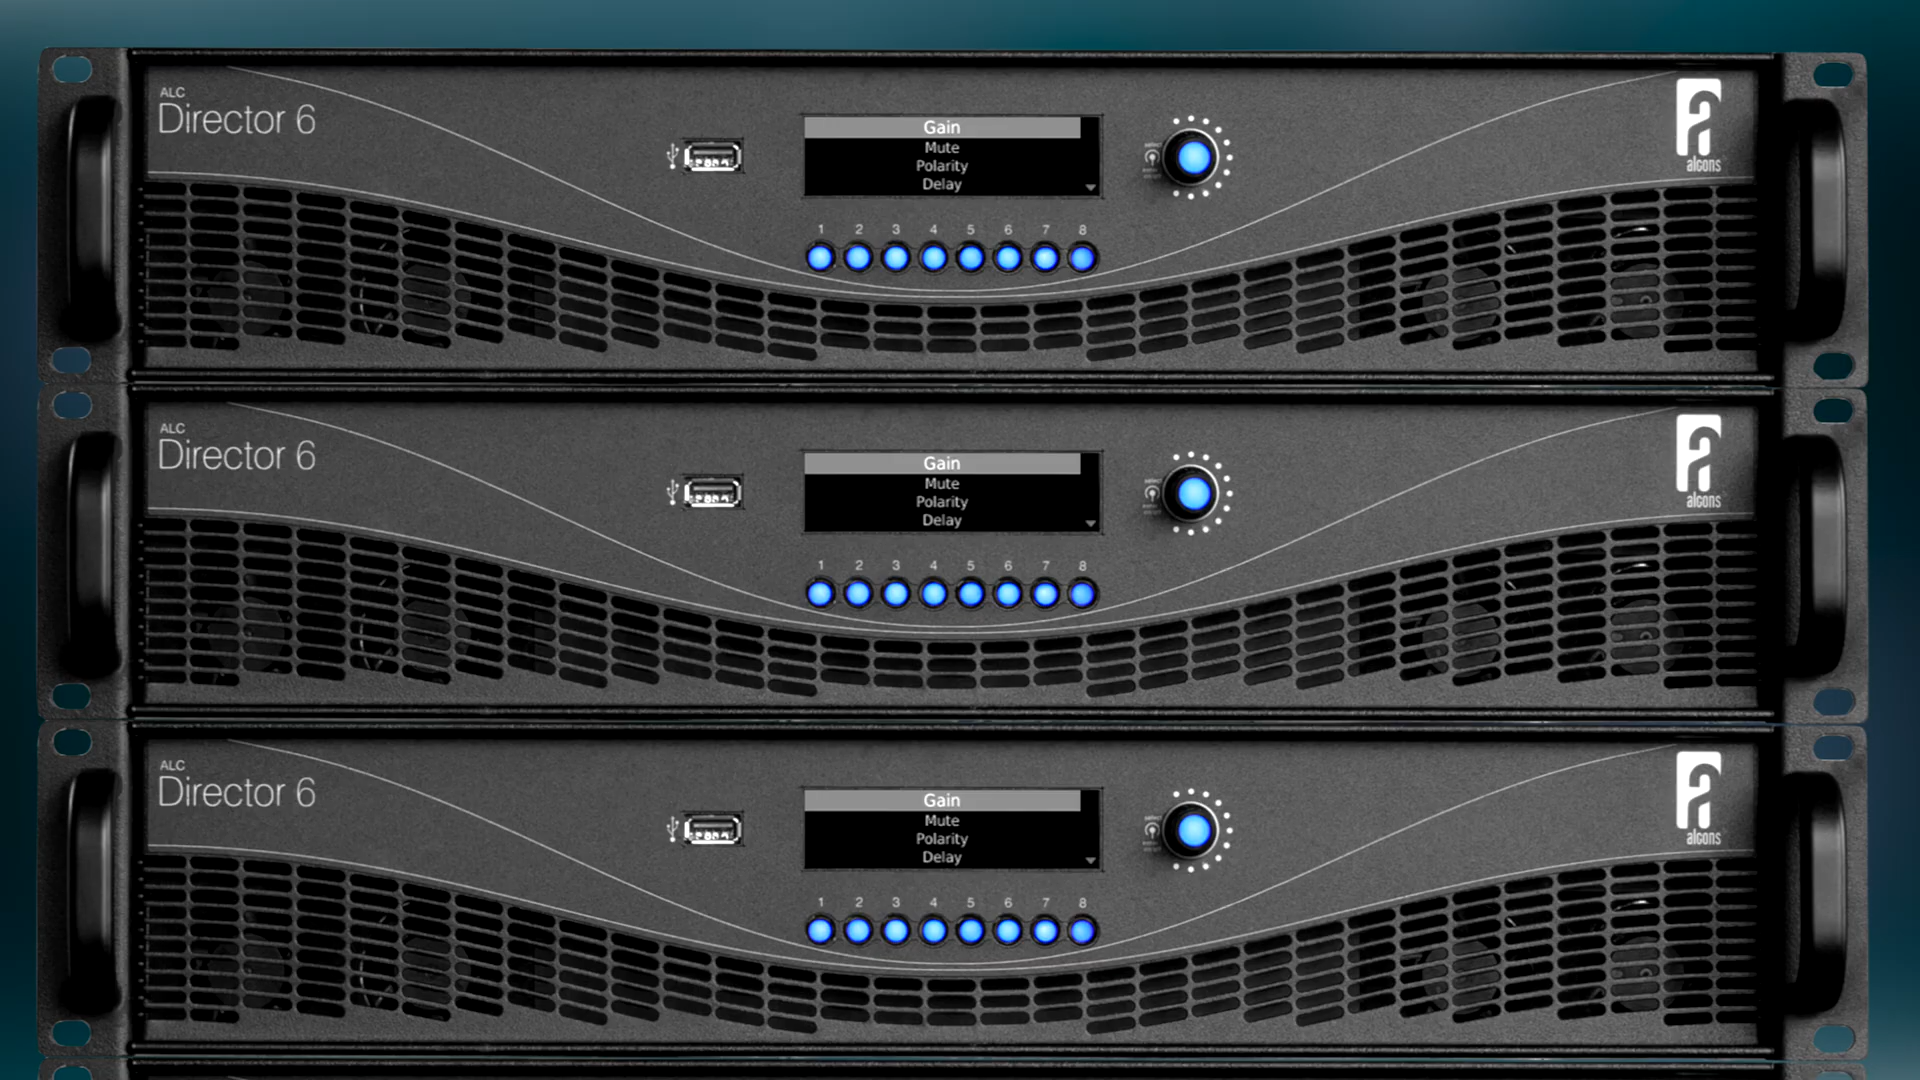 ALC
Director 6
Gain
Mute
Polarity
Delay
1 2 3 4 5 6 7 8
alcons
ALC
Director 6
Gain
Mute
Polarity
Delay
1 2 3 4 5 6 7 8
alcons
ALC
Director 6
Gain
Mute
Polarity
Delay
1 2 3 4 5 6 7 8
alcons